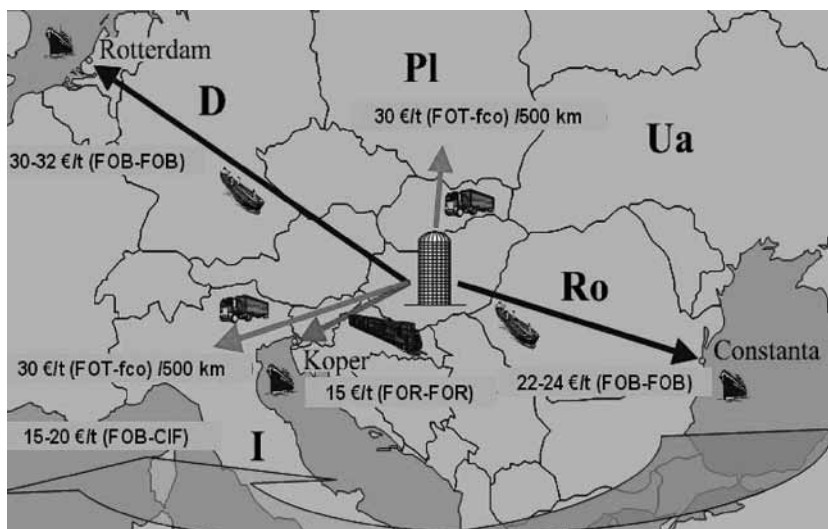 Rotterdam
Pl
D
30 €/t (FOT-fco) /500 km
Ua
30-32 €/t (FOB-FOB)
Ro
Koper
Constanta
30 €/t (FOT-fco) /500 km
15 €/t (FOR-FOR)
22-24 €/t (FOB-FOB)
15-20 €/t (FOB-CIF)
I